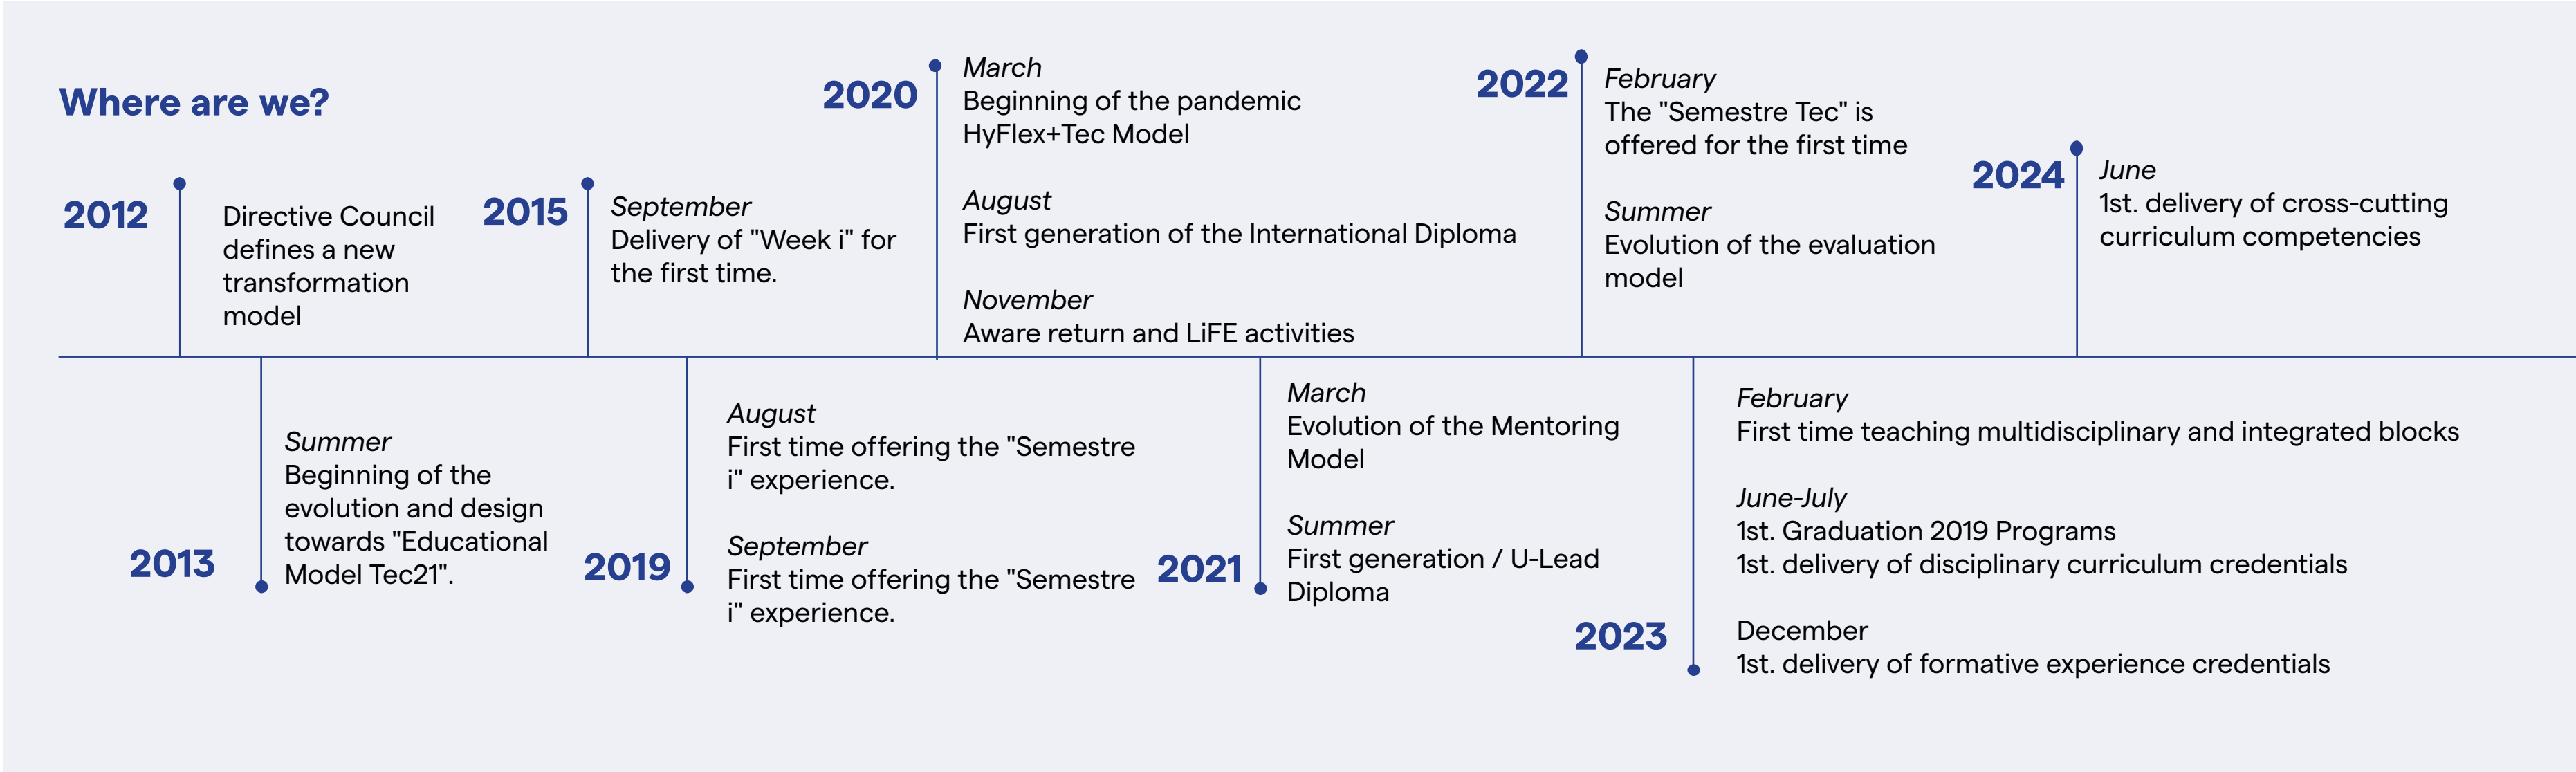 Where are we?
2012
Directive Council
defines a new
transformation
model
2013
Summer
Beginning of the
evolution and design
towards "Educational
Model Tec21".
2015
September
Delivery of "Week i" for
the first time.
2019
August
First time offering the "Semestre
i" experience.
September
First time offering the "Semestre
i" experience.
2020
March
Beginning of the pandemic
HyFlex+Tec Model
August
First generation of the International Diploma
November
Aware return and LiFE activities
2021
March
Evolution of the Mentoring
Model
Summer
First generation / U-Lead
Diploma
2022
February
The "Semestre Tec" is
offered for the first time
Summer
Evolution of the evaluation
model
2023
February
First time teaching multidisciplinary and integrated blocks
June-July
1st. Graduation 2019 Programs
1st. delivery of disciplinary curriculum credentials
December
1st. delivery of formative experience credentials
2024
June
1st. delivery of cross-cutting
curriculum competencies